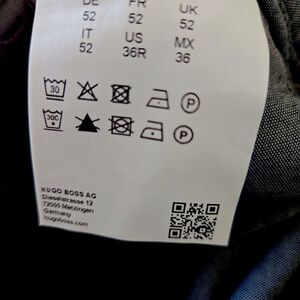 DE FR UK
52 52 52
IT US MX
52 36R 36
30 P
30C P
HUGO BOSS AG
Dieselstrasse 12
72555 Metzingen
Germany
hugoboss.com